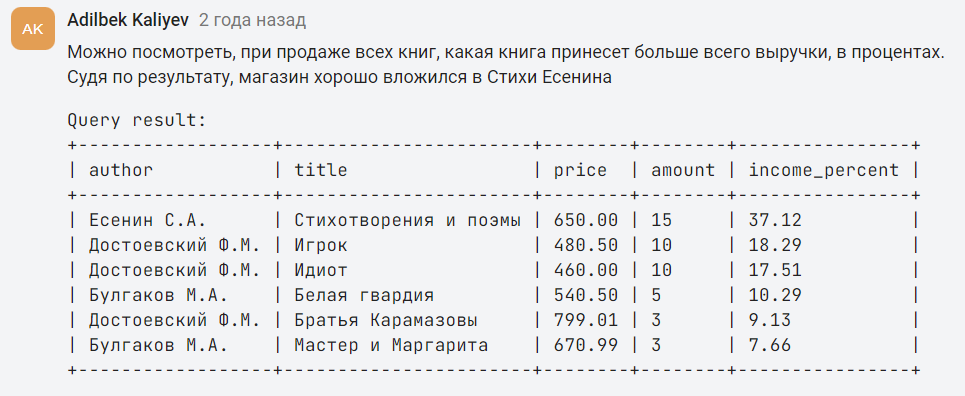 AK
Adilbek Kaliyev 2 года назад
Можно посмотреть, при продаже всех книг, какая книга принесет больше всего выручки, в процентах.
Судя по результату, магазин хорошо вложился в Стихи Есенина
Query result:
+------------------+-----------------------+--------+--------+----------------+
| author           | title                 | price  | amount | income_percent |
+------------------+-----------------------+--------+--------+----------------+
| Есенин С.А.      | Стихотворения и поэмы | 650.00 | 15     | 37.12          |
| Достоевский Ф.М. | Игрок                 | 480.50 | 10     | 18.29          |
| Достоевский Ф.М. | Идиот                 | 460.00 | 10     | 17.51          |
| Булгаков М.А.    | Белая гвардия         | 540.50 | 5      | 10.29          |
| Достоевский Ф.М. | Братья Карамазовы     | 799.01 | 3      | 9.13           |
| Булгаков М.А.    | Мастер и Маргарита    | 670.99 | 3      | 7.66           |
+------------------+-----------------------+--------+--------+----------------+